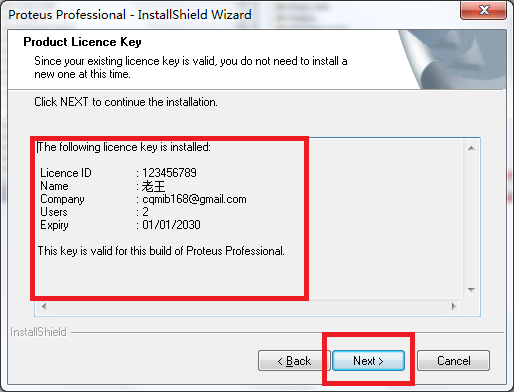 Proteus Professional - InstallShield Wizard
Product Licence Key
Since your existing licence key is valid, you do not need to install a
new one at this time.
Click NEXT to continue the installation.
The following licence key is installed:
Licence ID : 123456789
Name : 老王
Company : cqmib168@gmail.com
Users : 2
Expiry : 01/01/2030
This key is valid for this build of Proteus Professional.
InstallShield
< Back
Next >
Cancel